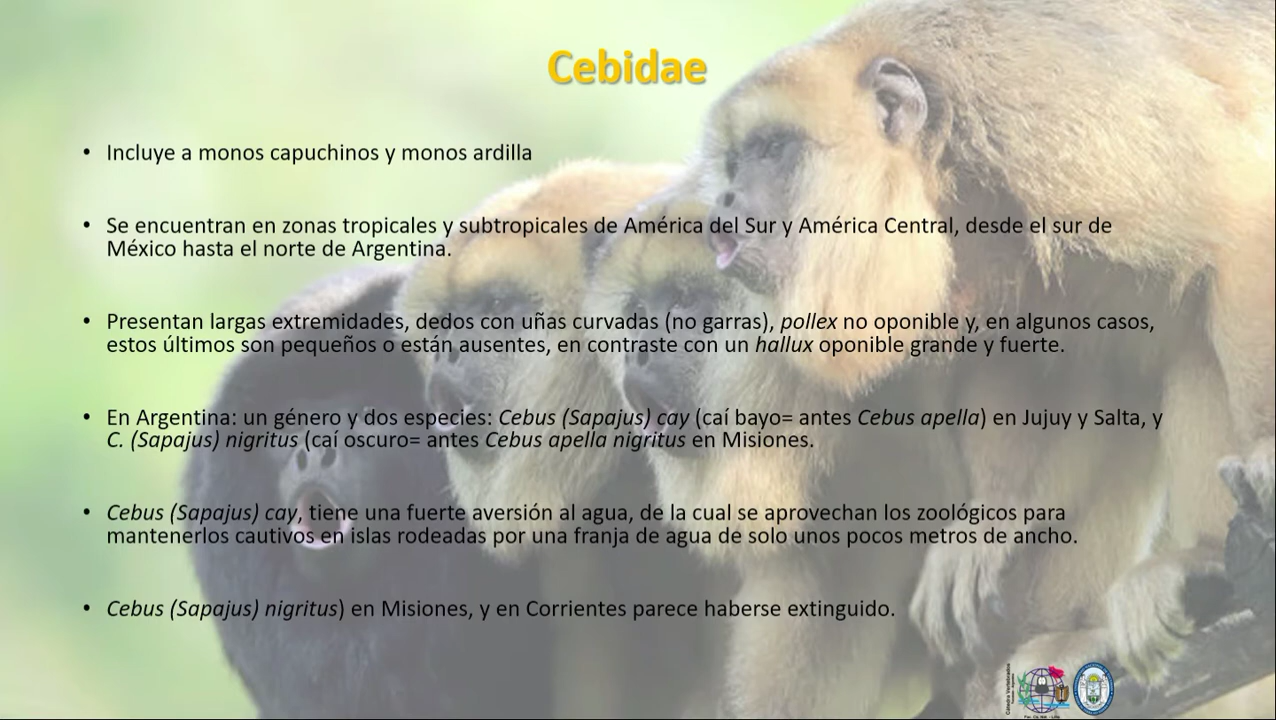 Cebidae
• Incluye a monos capuchinos y monos ardilla
• Se encuentran en zonas tropicales y subtropicales de América del Sur y América Central, desde el sur de
México hasta el norte de Argentina.
• Presentan largas extremidades, dedos con uñas curvadas (no garras), pollex no oponible y, en algunos casos,
estos últimos son pequeños o están ausentes, en contraste con un hallux oponible grande y fuerte.
• En Argentina: un género y dos especies: Cebus (Sapajus) cay (caí bayo= antes Cebus apella) en Jujuy y Salta, y
C. (Sapajus) nigritus (caí oscuro= antes Cebus apella nigritus en Misiones.
• Cebus (Sapajus) cay, tiene una fuerte aversión al agua, de la cual se aprovechan los zoológicos para
mantenerlos cautivos en islas rodeadas por una franja de agua de solo unos pocos metros de ancho.
• Cebus (Sapajus) nigritus) en Misiones, y en Corrientes parece haberse extinguido.